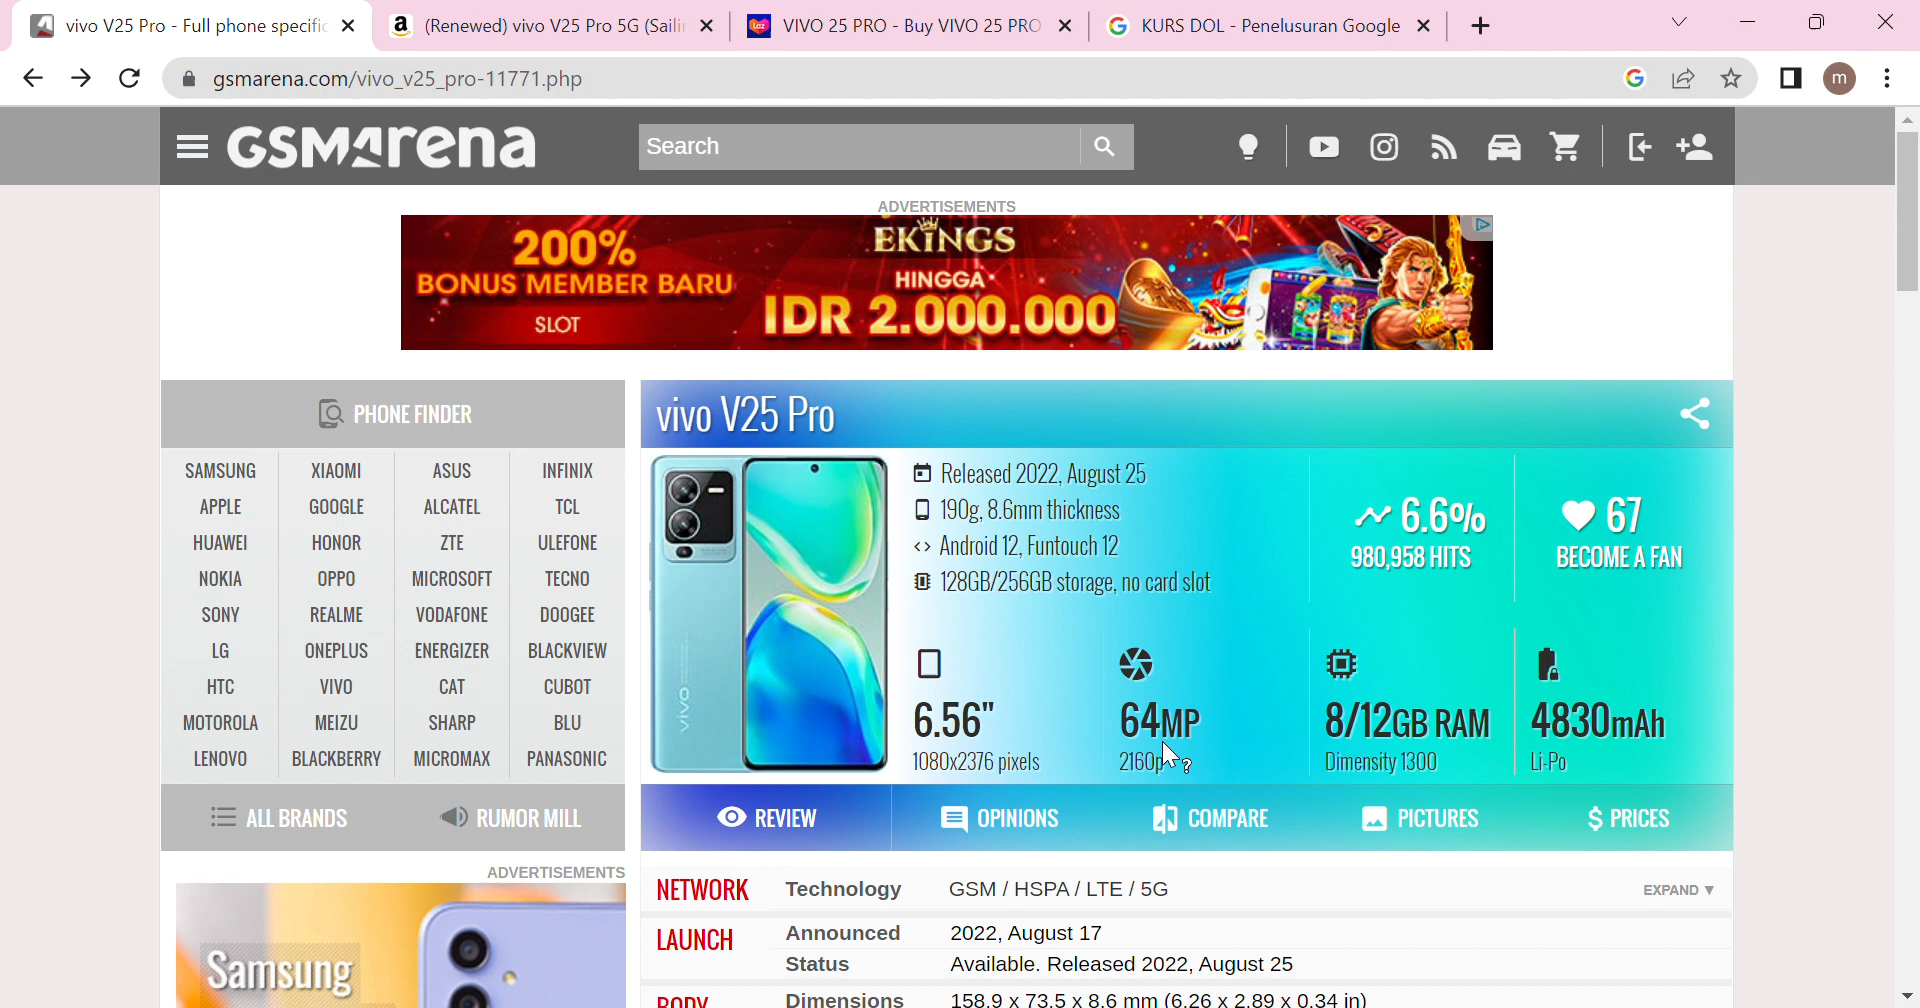 vivo V25 Pro - Full phone specific
(Renewed) vivo V25 Pro 5G (Sailin
VIVO 25 PRO - Buy VIVO 25 PRO
KURS DOL - Penelusuran Google
gsmarena.com/vivo_v25_pro-11771.php
m
GSMArena
Search
ADVERTISEMENTS
200%
BONUS MEMBER BARU
SLOT
EKINGS
HINGGA
IDR 2.000.000
PHONE FINDER
SAMSUNG XIAOMI ASUS INFINIX
APPLE GOOGLE ALCATEL TCL
HUAWEI HONOR ZTE ULEFONE
NOKIA OPPO MICROSOFT TECNO
SONY REALME VODAFONE DOOGEE
LG ONEPLUS ENERGIZER BLACKVIEW
HTC VIVO CAT CUBOT
MOTOROLA MEIZU SHARP BLU
LENOVO BLACKBERRY MICROMAX PANASONIC
ALL BRANDS RUMOR MILL
ADVERTISEMENTS
Samsung
vivo V25 Pro
vivo
Released 2022, August 25
190g, 8.6mm thickness
Android 12, Funtouch 12
128GB/256GB storage, no card slot
6.6%
980,958 HITS
67
BECOME A FAN
6.56"
1080x2376 pixels
64MP
2160p
8/12GB RAM
Dimensity 1300
4830mAh
Li-Po
REVIEW OPINIONS COMPARE PICTURES $ PRICES
NETWORK Technology GSM / HSPA / LTE / 5G EXPAND ▼
LAUNCH Announced 2022, August 17
Status Available. Released 2022, August 25
BODY Dimensions 158.9 x 73.5 x 8.6 mm (6.26 x 2.89 x 0.34 in)